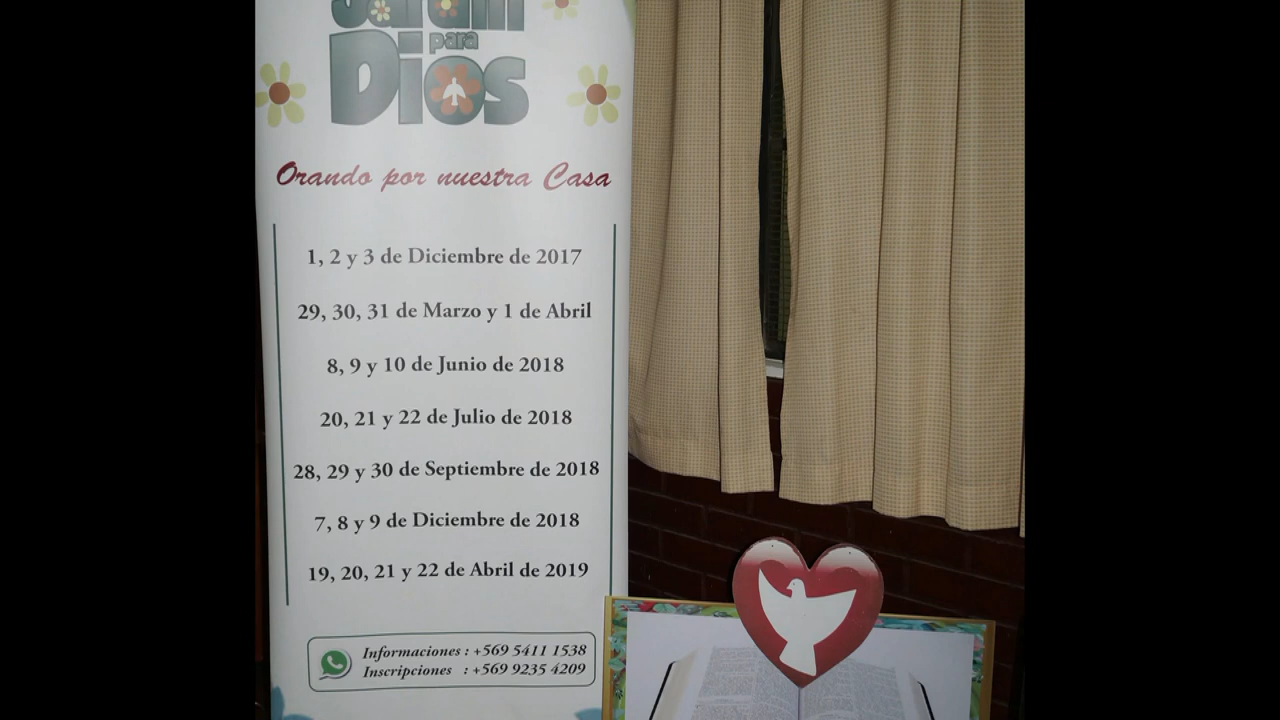 Jardín
para
Dios
Orando por nuestra Casa
1, 2 y 3 de Diciembre de 2017
29, 30, 31 de Marzo y 1 de Abril
8, 9 y 10 de Junio de 2018
20, 21 y 22 de Julio de 2018
28, 29 y 30 de Septiembre de 2018
7, 8 y 9 de Diciembre de 2018
19, 20, 21 y 22 de Abril de 2019
Informaciones : +569 5411 1538
Inscripciones : +569 9235 4209